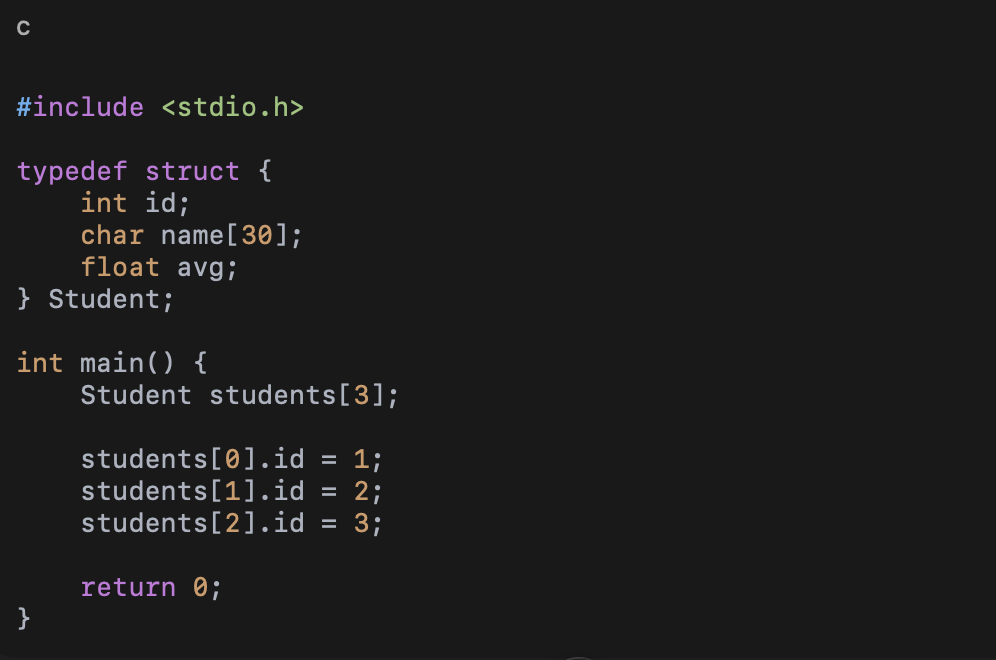 c
#include <stdio.h>
typedef struct {
    int id;
    char name[30];
    float avg;
} Student;
int main() {
    Student students[3];
    students[0].id = 1;
    students[1].id = 2;
    students[2].id = 3;
    return 0;
}